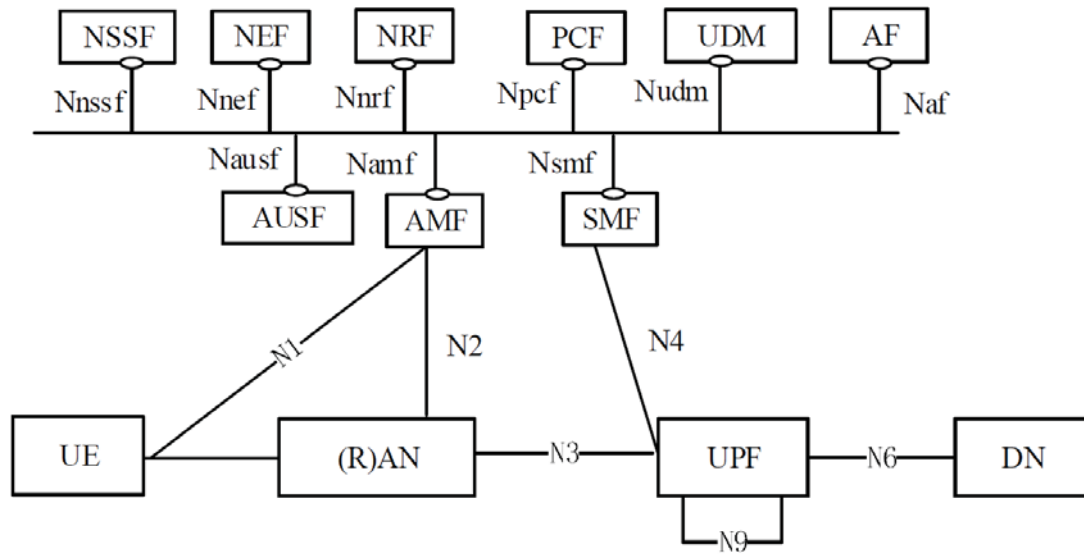 NSSF
NEF
NRF
PCF
UDM
AF
Nnssf
Nnef
Nnrf
Npcf
Nudm
Naf
Nausf
Namf
Nsmf
AUSF
AMF
SMF
N1
N2
N4
UE
(R)AN
N3
UPF
N6
DN
N9